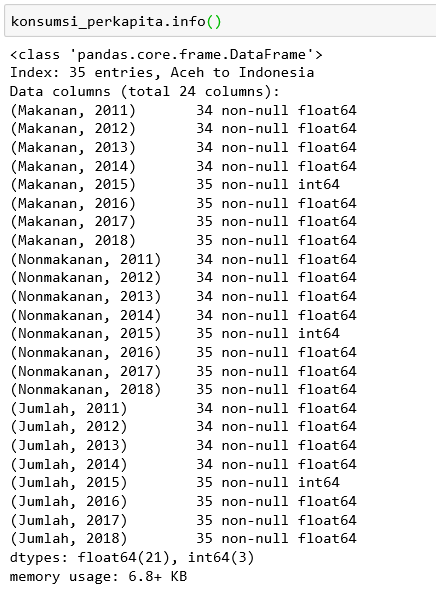 konsumsi_perkapita.info()
<class 'pandas.core.frame.DataFrame'>
Index: 35 entries, Aceh to Indonesia
Data columns (total 24 columns):
(Makanan, 2011)       34 non-null float64
(Makanan, 2012)       34 non-null float64
(Makanan, 2013)       34 non-null float64
(Makanan, 2014)       34 non-null float64
(Makanan, 2015)       35 non-null int64
(Makanan, 2016)       35 non-null float64
(Makanan, 2017)       35 non-null float64
(Makanan, 2018)       35 non-null float64
(Nonmakanan, 2011)    34 non-null float64
(Nonmakanan, 2012)    34 non-null float64
(Nonmakanan, 2013)    34 non-null float64
(Nonmakanan, 2014)    34 non-null float64
(Nonmakanan, 2015)    35 non-null int64
(Nonmakanan, 2016)    35 non-null float64
(Nonmakanan, 2017)    35 non-null float64
(Nonmakanan, 2018)    35 non-null float64
(Jumlah, 2011)        34 non-null float64
(Jumlah, 2012)        34 non-null float64
(Jumlah, 2013)        34 non-null float64
(Jumlah, 2014)        34 non-null float64
(Jumlah, 2015)        35 non-null int64
(Jumlah, 2016)        35 non-null float64
(Jumlah, 2017)        35 non-null float64
(Jumlah, 2018)        35 non-null float64
dtypes: float64(21), int64(3)
memory usage: 6.8+ KB